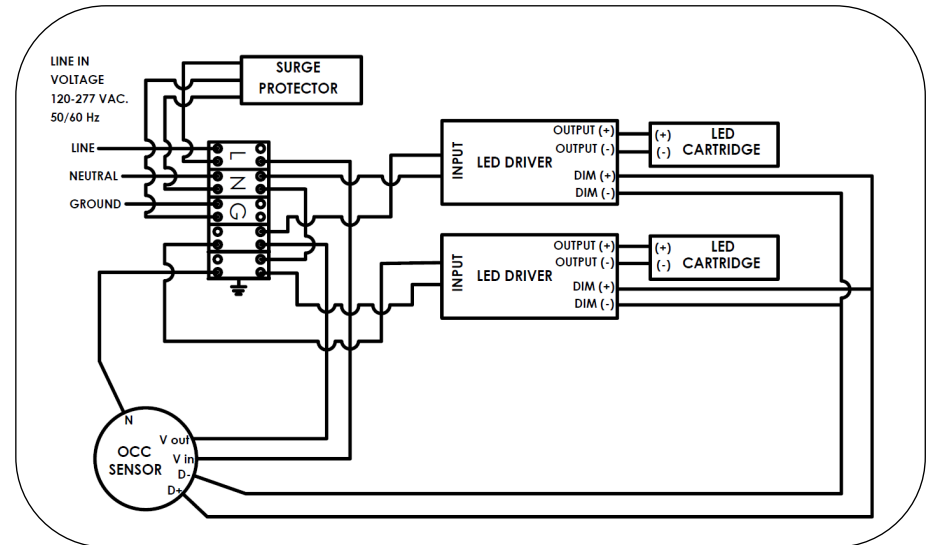 LINE IN
VOLTAGE
120-277 VAC.
50/60 Hz
SURGE
PROTECTOR
LINE
NEUTRAL
GROUND
L
N
G
INPUT
LED DRIVER
OUTPUT (+)
OUTPUT (-)
DIM (+)
DIM (-)
(+)
(-)
LED
CARTRIDGE
INPUT
LED DRIVER
OUTPUT (+)
OUTPUT (-)
DIM (+)
DIM (-)
(+)
(-)
LED
CARTRIDGE
N
V out
V in
D-
D+
OCC
SENSOR